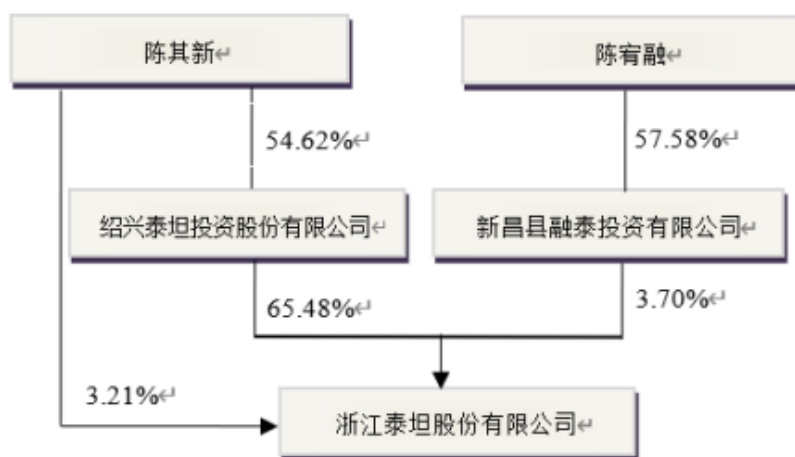 陈其新↵
陈宥融↵
54.62%↵
57.58%↵
绍兴泰坦投资股份有限公司↵
新昌县融泰投资有限公司↵
65.48%↵
3.70%↵
3.21%↵
浙江泰坦股份有限公司↵